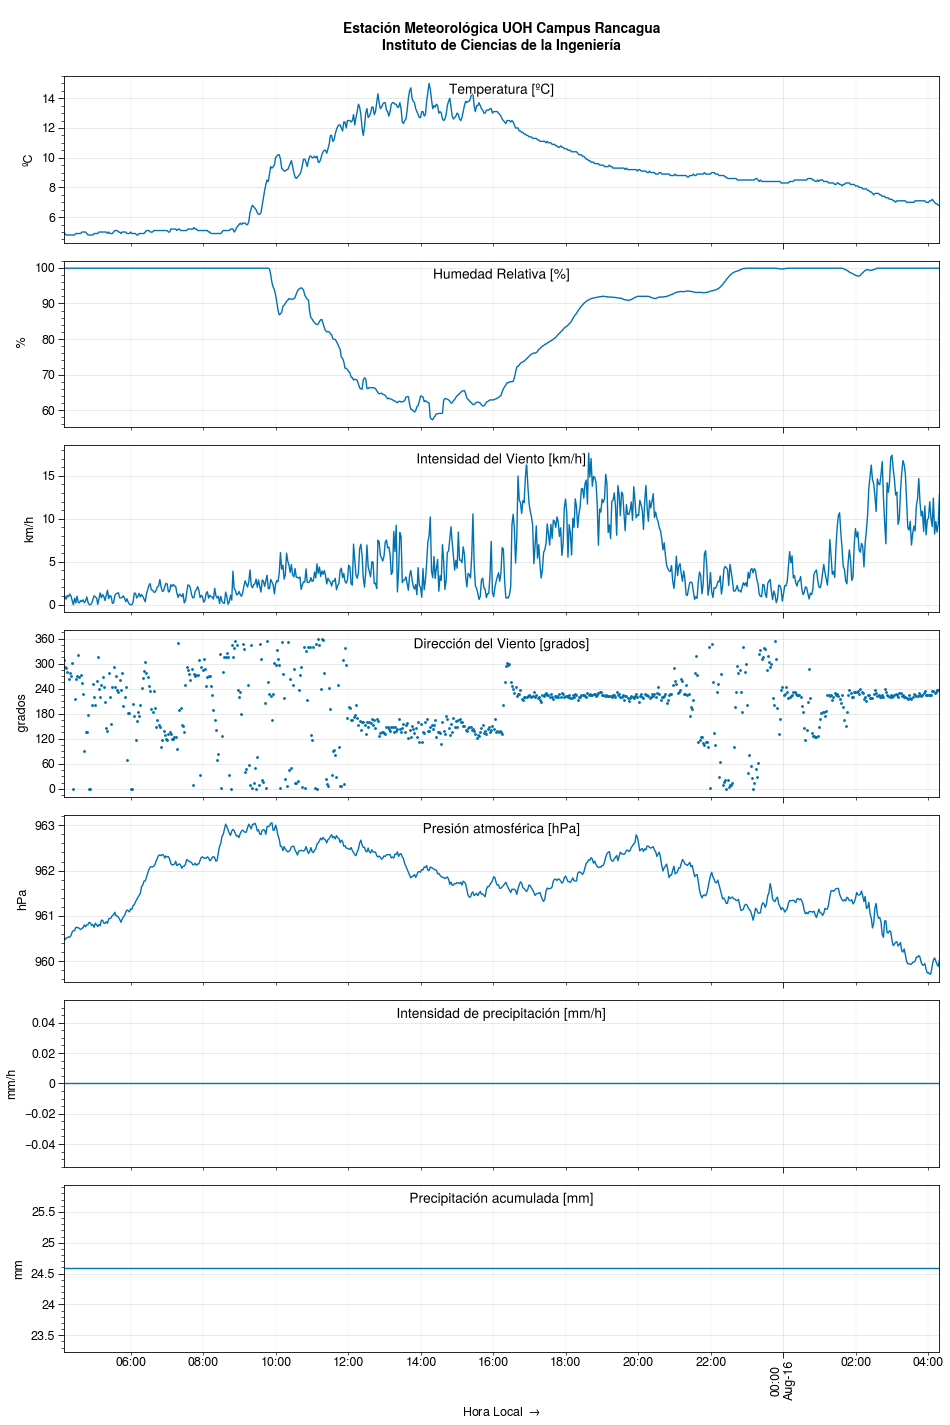 Estación Meteorológica UOH Campus Rancagua
Instituto de Ciencias de la Ingeniería
Temperatura [ºC]
ºC
14
12
10
8
6
Humedad Relativa [%]
%
100
90
80
70
60
Intensidad del Viento [km/h]
km/h
15
10
5
0
Dirección del Viento [grados]
grados
360
300
240
180
120
60
0
Presión atmosférica [hPa]
hPa
963
962
961
960
Intensidad de precipitación [mm/h]
mm/h
0.04
0.02
0
−0.02
−0.04
Precipitación acumulada [mm]
mm
25.5
25
24.5
24
23.5
06:00 08:00 10:00 12:00 14:00 16:00 18:00 20:00 22:00 00:00 02:00 04:00
Aug-16
Hora Local →